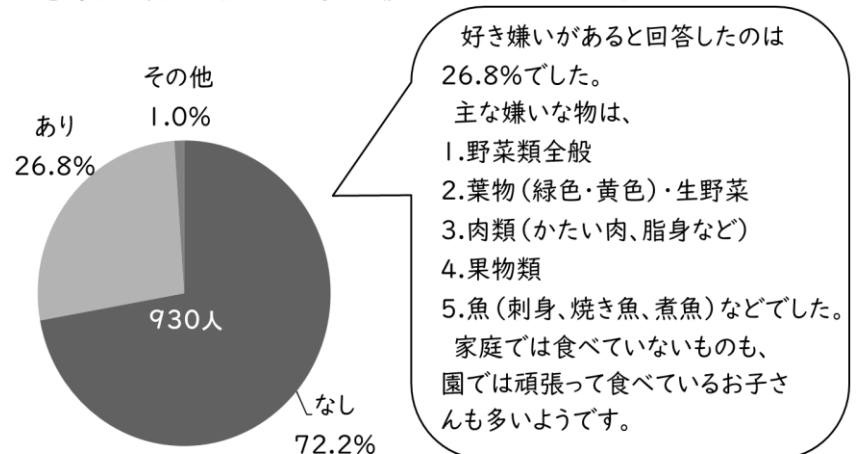 その他
1.0%
あり
26.8%
930人
なし
72.2%
好き嫌いがあると回答したのは
26.8%でした。
主な嫌いな物は、
1.野菜類全般
2.葉物(緑色・黄色)・生野菜
3.肉類(かたい肉、脂身など)
4.果物類
5.魚(刺身、焼き魚、煮魚)などでした。
家庭では食べていないものも、
園では頑張って食べているお子さ
んも多いようです。